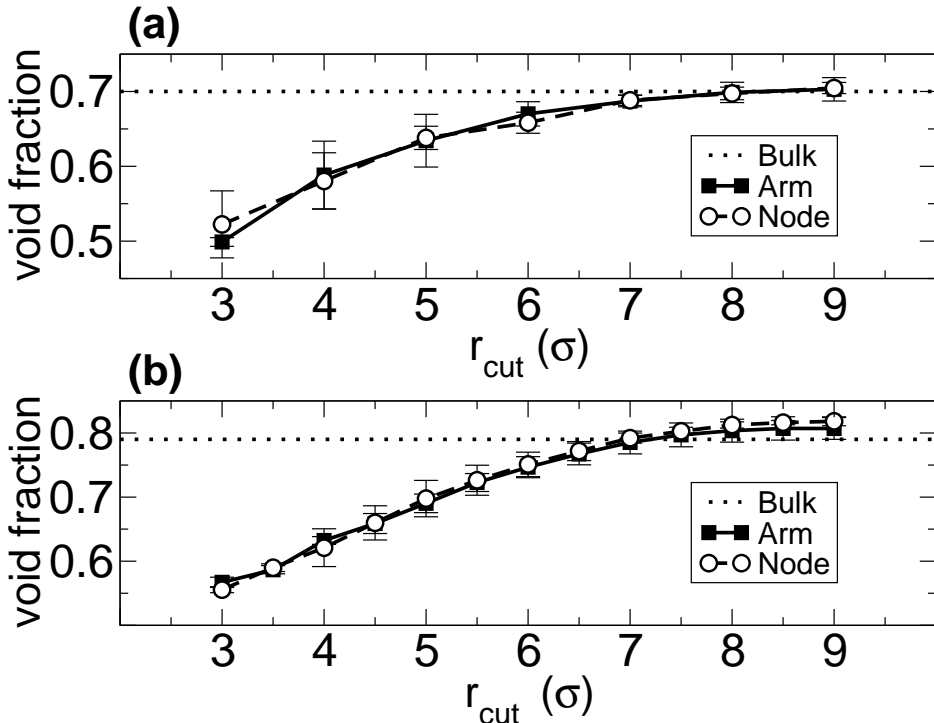 (a)
void fraction
0.7
0.6
0.5
Bulk
Arm
Node
3 4 5 6 7 8 9
r_cut (σ)
(b)
void fraction
0.8
0.7
0.6
Bulk
Arm
Node
3 4 5 6 7 8 9
r_cut (σ)